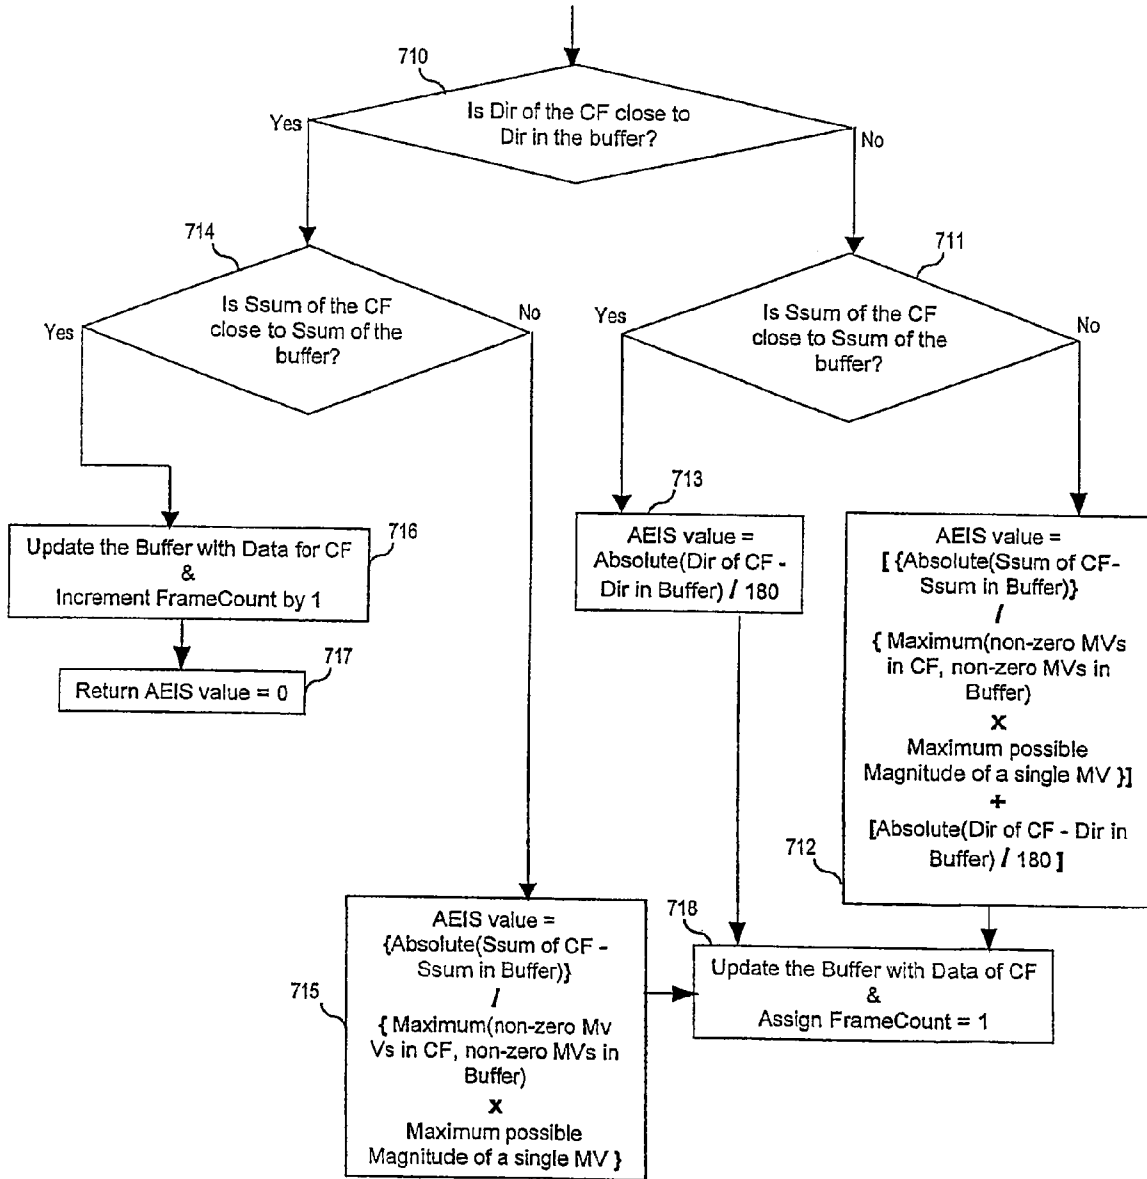 710
Is Dir of the CF close to
Dir in the buffer?
Yes
No
714
Is Ssum of the CF
close to Ssum of the
buffer?
Yes
No
711
Is Ssum of the CF
close to Ssum of the
buffer?
Yes
No
716
Update the Buffer with Data for CF
&
Increment FrameCount by 1
717
Return AEIS value = 0
713
AEIS value =
Absolute(Dir of CF -
Dir in Buffer) / 180
AEIS value =
[ {Absolute(Ssum of CF-
Ssum in Buffer)}
/
{ Maximum(non-zero MVs
in CF, non-zero MVs in
Buffer)
x
Maximum possible
Magnitude of a single MV }]
+
[Absolute(Dir of CF - Dir in
Buffer) / 180 ]
712
715
AEIS value =
{Absolute(Ssum of CF -
Ssum in Buffer)}
/
{ Maximum(non-zero Mv
Vs in CF, non-zero MVs in
Buffer)
x
Maximum possible
Magnitude of a single MV }
718
Update the Buffer with Data of CF
&
Assign FrameCount = 1